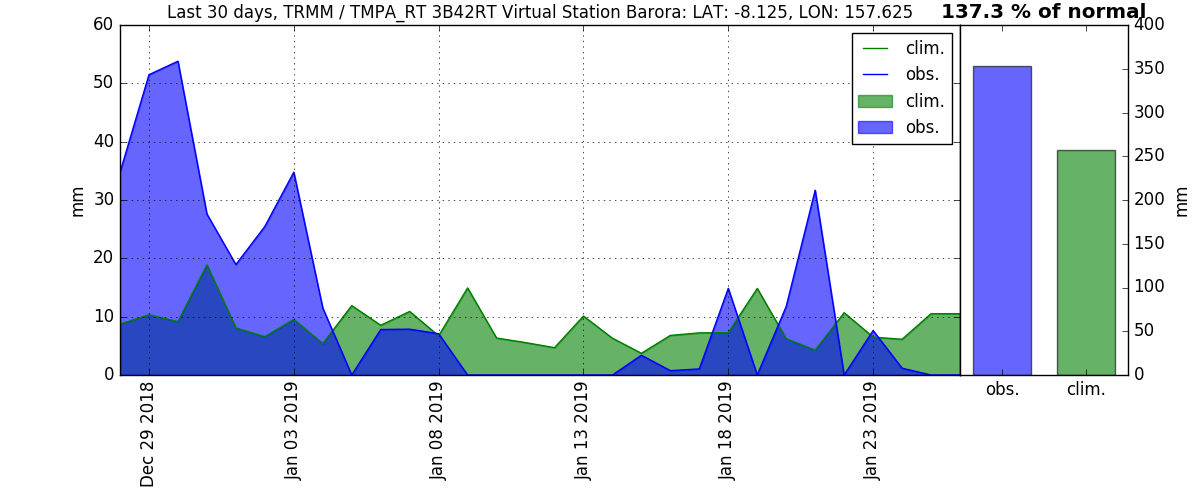 Last 30 days, TRMM / TMPA_RT 3B42RT Virtual Station Barora: LAT: -8.125, LON: 157.625
137.3 % of normal
60
50
40
30
20
10
0
mm
clim.
obs.
clim.
obs.
Dec 29 2018
Jan 03 2019
Jan 08 2019
Jan 13 2019
Jan 18 2019
Jan 23 2019
400
350
300
250
200
150
100
50
0
mm
obs.
clim.